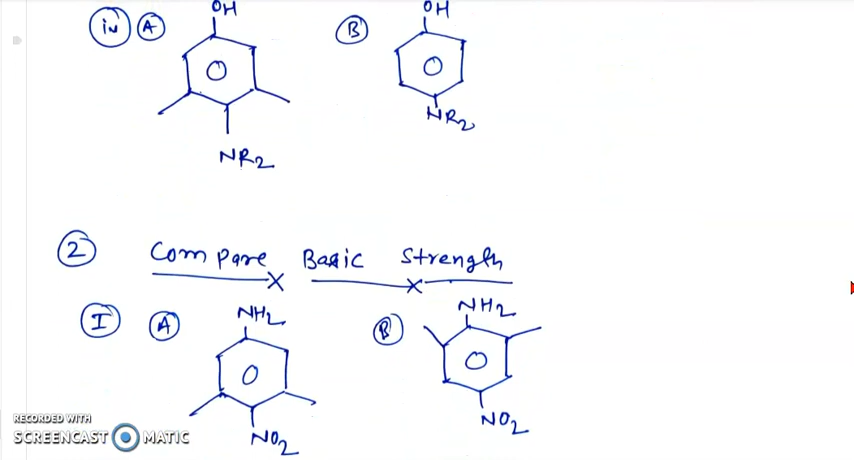 OH
OH
iv A
B
NR2
NR2
2 Compare Basic Strength
NH2
NH2
I A
B
RECORDED WITH
SCREENCAST MATIC
NO2
NO2